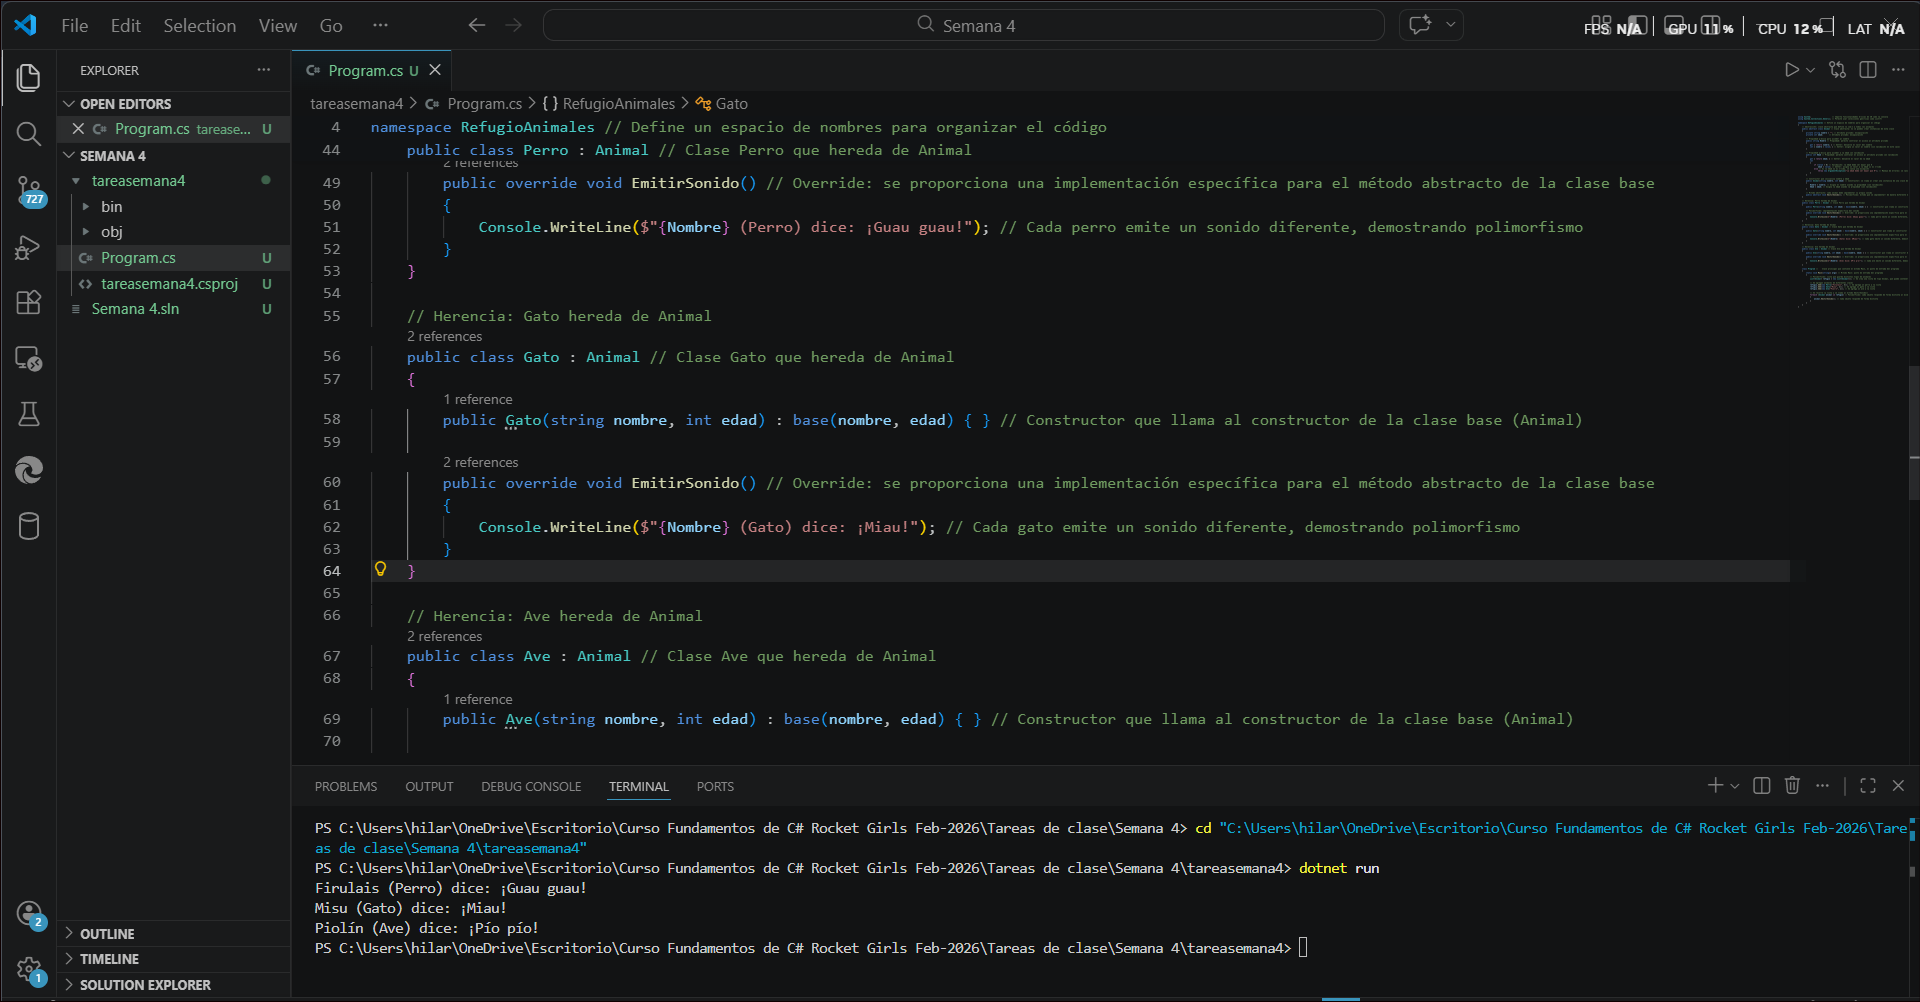 File Edit Selection View Go ··· Semana 4
FPS N/A GPU 11 % CPU 12 % LAT N/A
EXPLORER ···
OPEN EDITORS
Program.cs tarease... U
SEMANA 4
tareasemana4
bin
obj
Program.cs U
tareasemana4.csproj U
Semana 4.sln U
727
2
1
OUTLINE
TIMELINE
SOLUTION EXPLORER
Program.cs U
tareasemana4 > Program.cs > { } RefugioAnimales > Gato
4 namespace RefugioAnimales // Define un espacio de nombres para organizar el código
44 public class Perro : Animal // Clase Perro que hereda de Animal
2 references
49 public override void EmitirSonido() // Override: se proporciona una implementación específica para el método abstracto de la clase base
50 {
51 Console.WriteLine($"{Nombre} (Perro) dice: ¡Guau guau!"); // Cada perro emite un sonido diferente, demostrando polimorfismo
52 }
53 }
54
55 // Herencia: Gato hereda de Animal
2 references
56 public class Gato : Animal // Clase Gato que hereda de Animal
57 {
1 reference
58 public Gato(string nombre, int edad) : base(nombre, edad) { } // Constructor que llama al constructor de la clase base (Animal)
59
2 references
60 public override void EmitirSonido() // Override: se proporciona una implementación específica para el método abstracto de la clase base
61 {
62 Console.WriteLine($"{Nombre} (Gato) dice: ¡Miau!"); // Cada gato emite un sonido diferente, demostrando polimorfismo
63 }
64 }
65
66 // Herencia: Ave hereda de Animal
2 references
67 public class Ave : Animal // Clase Ave que hereda de Animal
68 {
1 reference
69 public Ave(string nombre, int edad) : base(nombre, edad) { } // Constructor que llama al constructor de la clase base (Animal)
70
PROBLEMS OUTPUT DEBUG CONSOLE TERMINAL PORTS
PS C:\Users\hilar\OneDrive\Escritorio\Curso Fundamentos de C# Rocket Girls Feb-2026\Tareas de clase\Semana 4> cd "C:\Users\hilar\OneDrive\Escritorio\Curso Fundamentos de C# Rocket Girls Feb-2026\Tare
as de clase\Semana 4\tareasemana4"
PS C:\Users\hilar\OneDrive\Escritorio\Curso Fundamentos de C# Rocket Girls Feb-2026\Tareas de clase\Semana 4\tareasemana4> dotnet run
Firulais (Perro) dice: ¡Guau guau!
Misu (Gato) dice: ¡Miau!
Piolín (Ave) dice: ¡Pío pío!
PS C:\Users\hilar\OneDrive\Escritorio\Curso Fundamentos de C# Rocket Girls Feb-2026\Tareas de clase\Semana 4\tareasemana4>